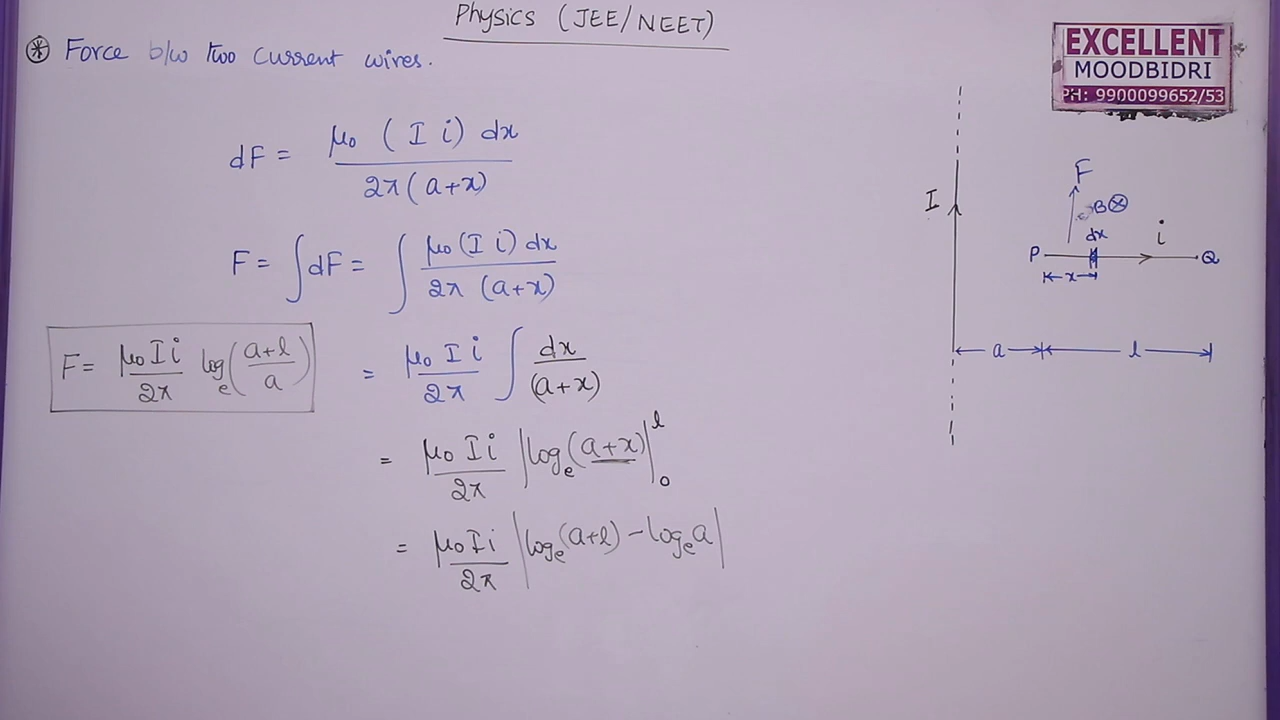 Physics (JEE/NEET)
⊛ Force b/w two current wires.
EXCELLENT
MOODBIDRI
PH: 9900099652/53
dF = μ₀ (I i) dx / 2π(a+x)
F = ∫dF = ∫ μ₀(I i) dx / 2π (a+x)
F = μ₀ I i / 2π logₑ((a+l)/a)
= μ₀ I i / 2π ∫ dx / (a+x)
= μ₀ I i / 2π |logₑ(a+x)|₀ˡ
= μ₀ I i / 2π |logₑ(a+l) - logₑa|
I
F
B ⊗
dx
i
P
Q
x
a
l